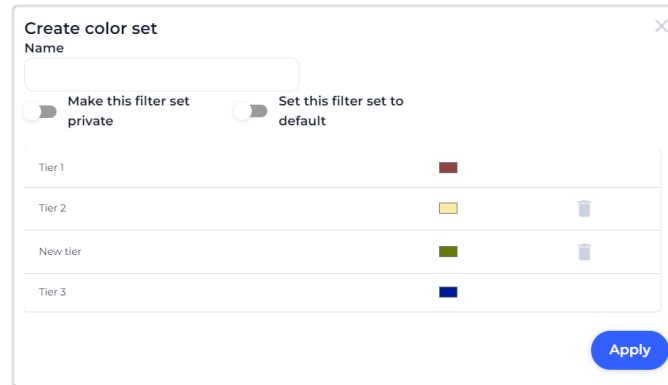 Create color set
Name
Make this filter set
private
Set this filter set to
default
Tier 1
Tier 2
New tier
Tier 3
Apply